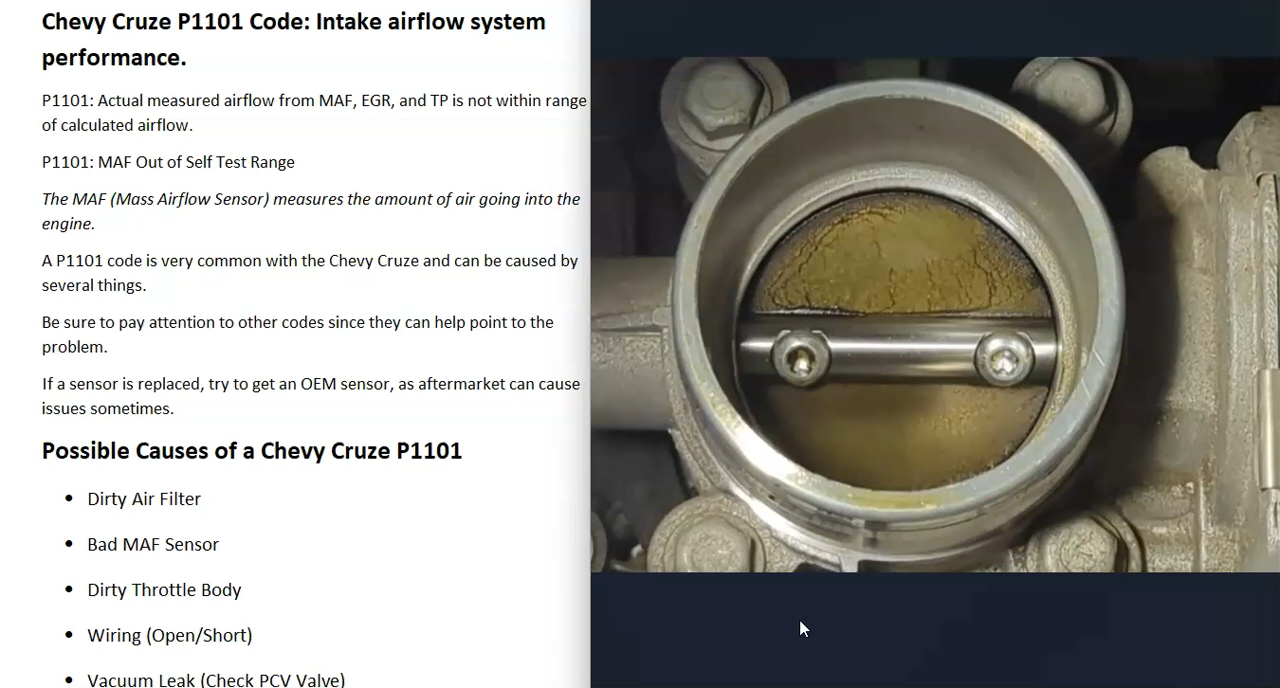 Chevy Cruze P1101 Code: Intake airflow system
performance.
P1101: Actual measured airflow from MAF, EGR, and TP is not within range
of calculated airflow.
P1101: MAF Out of Self Test Range
The MAF (Mass Airflow Sensor) measures the amount of air going into the
engine.
A P1101 code is very common with the Chevy Cruze and can be caused by
several things.
Be sure to pay attention to other codes since they can help point to the
problem.
If a sensor is replaced, try to get an OEM sensor, as aftermarket can cause
issues sometimes.
Possible Causes of a Chevy Cruze P1101
• Dirty Air Filter
• Bad MAF Sensor
• Dirty Throttle Body
• Wiring (Open/Short)
• Vacuum Leak (Check PCV Valve)